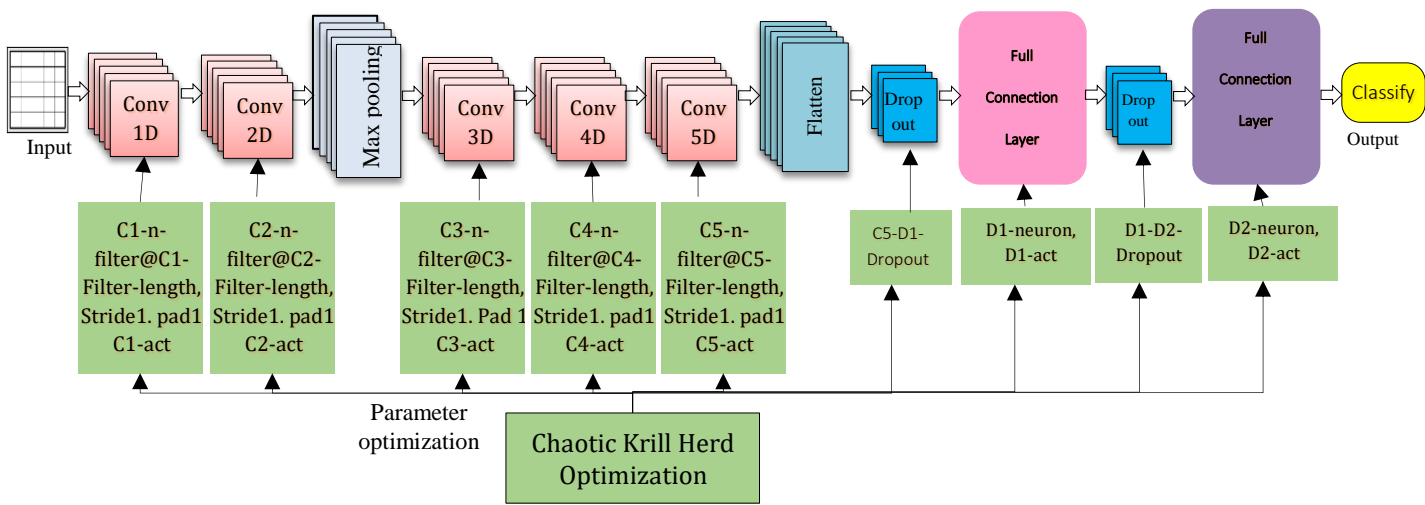 Input
Conv
1D
Conv
2D
Max pooling
Conv
3D
Conv
4D
Conv
5D
Flatten
Drop
out
Full
Connection
Layer
Drop
out
Full
Connection
Layer
Classify
Output
C1-n-
filter@C1-
Filter-length,
Stride1. pad1
C1-act
C2-n-
filter@C2-
Filter-length,
Stride1. pad1
C2-act
C3-n-
filter@C3-
Filter-length,
Stride1. Pad 1
C3-act
C4-n-
filter@C4-
Filter-length,
Stride1. pad1
C4-act
C5-n-
filter@C5-
Filter-length,
Stride1. pad1
C5-act
C5-D1-
Dropout
D1-neuron,
D1-act
D1-D2-
Dropout
D2-neuron,
D2-act
Parameter
optimization
Chaotic Krill Herd
Optimization